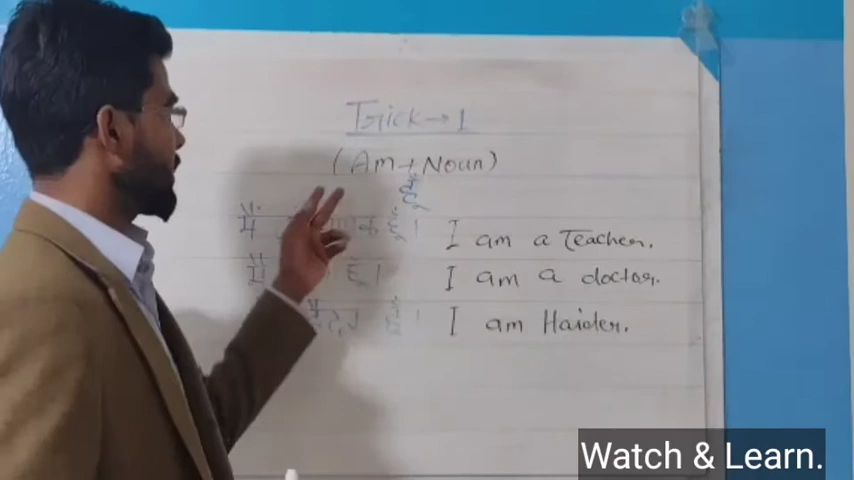 Trick → 1
(Am + Noun)
हूँ
मैं हूँ। I am a Teacher.
मैं हूँ। I am a doctor.
हूँ। I am Haider.
Watch & Learn.